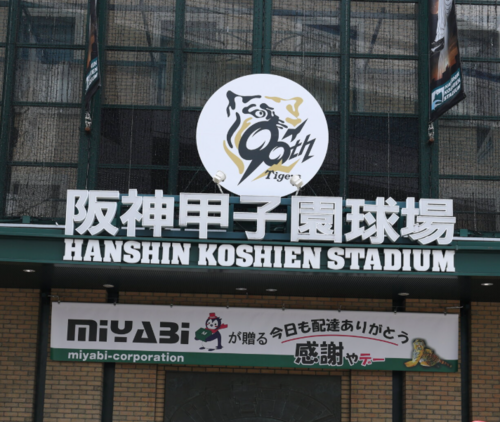 90th
Tigers
阪神甲子園球場
HANSHIN KOSHIEN STADIUM
MiYABi が贈る 今日も配達ありがとう
感謝やデー
miyabi-corporation